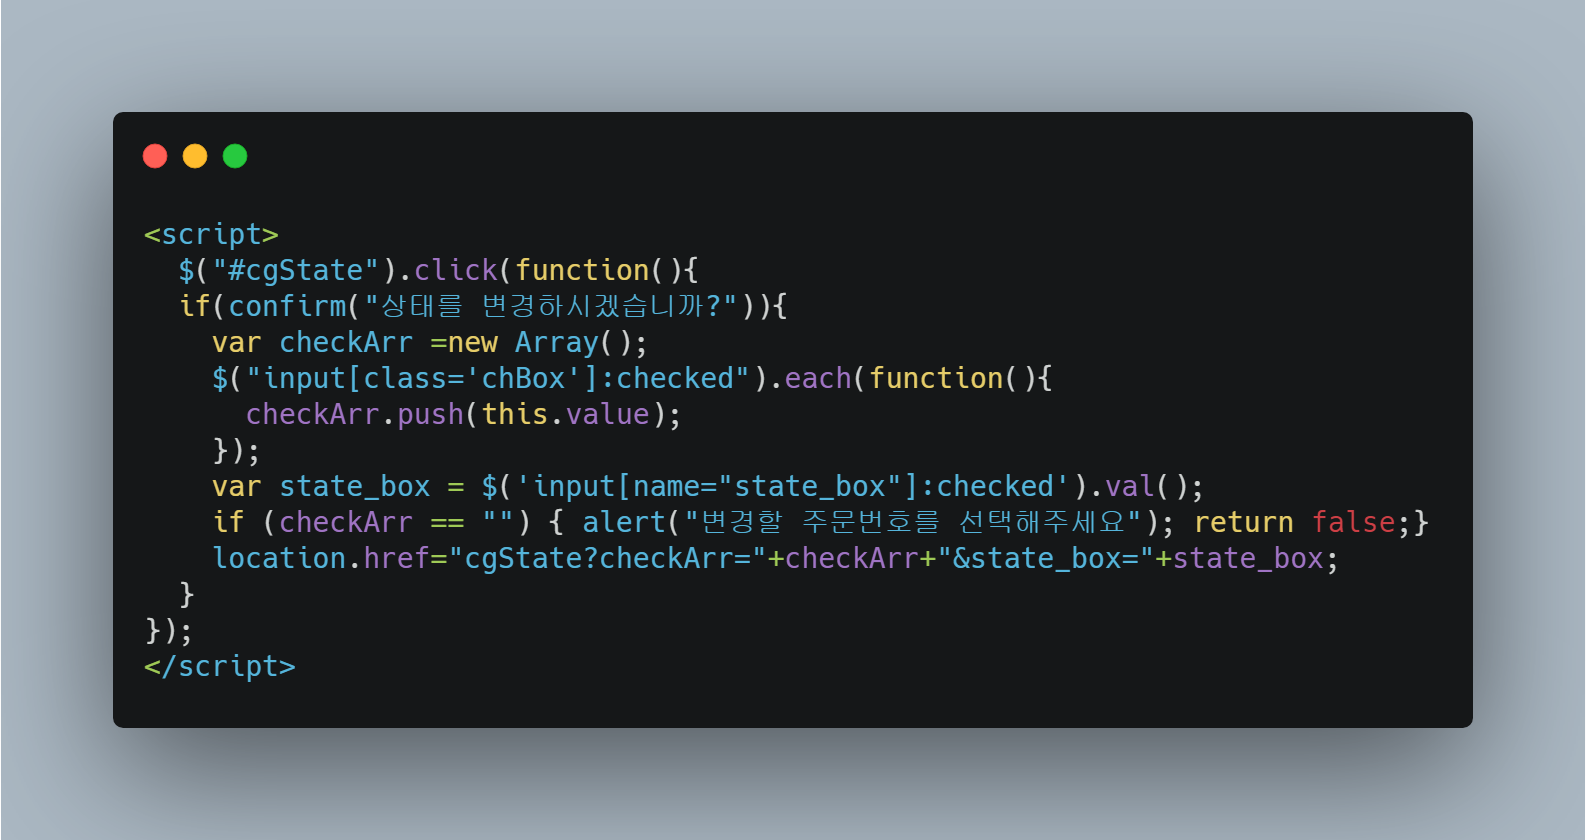 <script>
$("#cgState").click(function(){
if(confirm("상태를 변경하시겠습니까?")){
var checkArr =new Array();
$("input[class='chBox']:checked").each(function(){
checkArr.push(this.value);
});
var state_box = $('input[name="state_box"]:checked').val();
if (checkArr == "") { alert("변경할 주문번호를 선택해주세요"); return false;}
location.href="cgState?checkArr="+checkArr+"&state_box="+state_box;
}
});
</script>